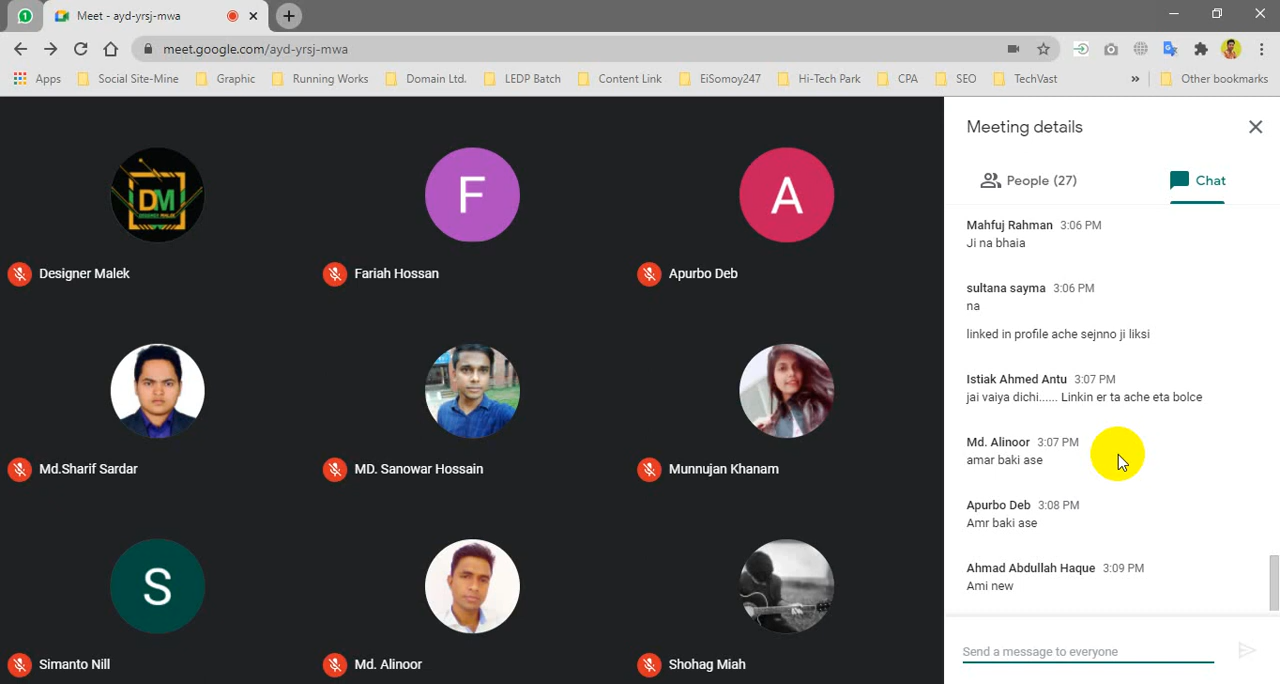 1
Meet - ayd-yrsj-mwa
meet.google.com/ayd-yrsj-mwa
Apps Social Site-Mine Graphic Running Works Domain Ltd. LEDP Batch Content Link EiSomoy247 Hi-Tech Park CPA SEO TechVast » Other bookmarks
DM
DESIGNER MALEK
F
A
Designer Malek
Fariah Hossan
Apurbo Deb
Md.Sharif Sardar
MD. Sanowar Hossain
Munnujan Khanam
S
Simanto Nill
Md. Alinoor
Shohag Miah
Meeting details
People (27)
Chat
Mahfuj Rahman 3:06 PM
Ji na bhaia
sultana sayma 3:06 PM
na
linked in profile ache sejnno ji liksi
Istiak Ahmed Antu 3:07 PM
jai vaiya dichi...... Linkin er ta ache eta bolce
Md. Alinoor 3:07 PM
amar baki ase
Apurbo Deb 3:08 PM
Amr baki ase
Ahmad Abdullah Haque 3:09 PM
Ami new
Send a message to everyone